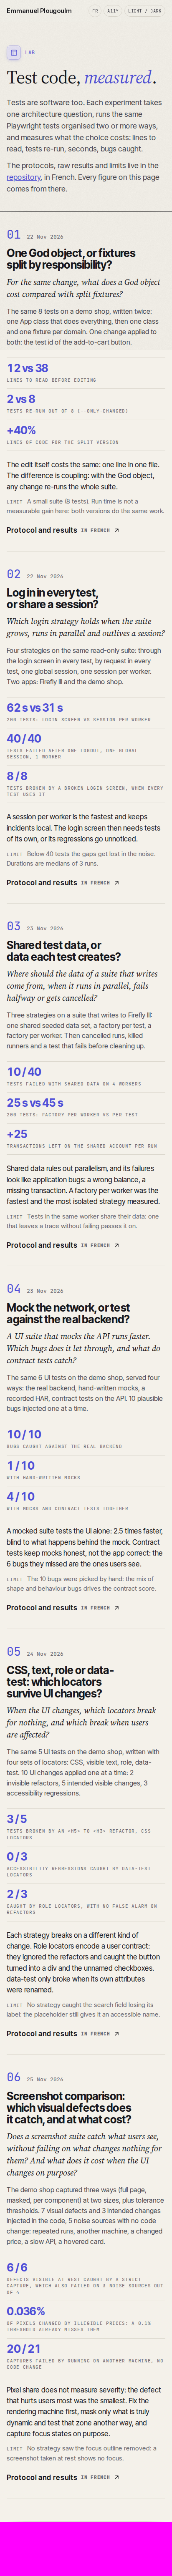 Emmanuel Plougoulm
FR
A11Y
LIGHT / DARK
LAB
Test code, measured.
Tests are software too. Each experiment takes
an architecture question, runs the same
Playwright tests organised two or more ways,
and measures what the choice costs: lines to
read, tests re-run, seconds, bugs caught.
The protocols, raw results and limits live in the
repository, in French. Every figure on this page
comes from there.
01 22 Nov 2026
One God object, or fixtures
split by responsibility?
For the same change, what does a God object
cost compared with split fixtures?
The same 8 tests on a demo shop, written twice:
one App class that does everything, then one class
and one fixture per domain. One change applied to
both: the test id of the add-to-cart button.
12 vs 38
LINES TO READ BEFORE EDITING
2 vs 8
TESTS RE-RUN OUT OF 8 (--ONLY-CHANGED)
+40%
LINES OF CODE FOR THE SPLIT VERSION
The edit itself costs the same: one line in one file.
The difference is coupling: with the God object,
any change re-runs the whole suite.
LIMIT A small suite (8 tests). Run time is not a
measurable gain here: both versions do the same work.
Protocol and results IN FRENCH ↗
02 22 Nov 2026
Log in in every test,
or share a session?
Which login strategy holds when the suite
grows, runs in parallel and outlives a session?
Four strategies on the same read-only suite: through
the login screen in every test, by request in every
test, one global session, one session per worker.
Two apps: Firefly III and the demo shop.
62 s vs 31 s
200 TESTS: LOGIN SCREEN VS SESSION PER WORKER
40 / 40
TESTS FAILED AFTER ONE LOGOUT, ONE GLOBAL
SESSION, 1 WORKER
8 / 8
TESTS BROKEN BY A BROKEN LOGIN SCREEN, WHEN EVERY
TEST USES IT
A session per worker is the fastest and keeps
incidents local. The login screen then needs tests
of its own, or its regressions go unnoticed.
LIMIT Below 40 tests the gaps get lost in the noise.
Durations are medians of 3 runs.
Protocol and results IN FRENCH ↗
03 23 Nov 2026
Shared test data, or
data each test creates?
Where should the data of a suite that writes
come from, when it runs in parallel, fails
halfway or gets cancelled?
Three strategies on a suite that writes to Firefly III:
one shared seeded data set, a factory per test, a
factory per worker. Then cancelled runs, killed
runners and a test that fails before clearing up.
10 / 40
TESTS FAILED WITH SHARED DATA ON 4 WORKERS
25 s vs 45 s
200 TESTS: FACTORY PER WORKER VS PER TEST
+25
TRANSACTIONS LEFT ON THE SHARED ACCOUNT PER RUN
Shared data rules out parallelism, and its failures
look like application bugs: a wrong balance, a
missing transaction. A factory per worker was the
fastest and the most isolated strategy measured.
LIMIT Tests in the same worker share their data: one
that leaves a trace without failing passes it on.
Protocol and results IN FRENCH ↗
04 23 Nov 2026
Mock the network, or test
against the real backend?
A UI suite that mocks the API runs faster.
Which bugs does it let through, and what do
contract tests catch?
The same 6 UI tests on the demo shop, served four
ways: the real backend, hand-written mocks, a
recorded HAR, contract tests on the API. 10 plausible
bugs injected one at a time.
10 / 10
BUGS CAUGHT AGAINST THE REAL BACKEND
1 / 10
WITH HAND-WRITTEN MOCKS
4 / 10
WITH MOCKS AND CONTRACT TESTS TOGETHER
A mocked suite tests the UI alone: 2.5 times faster,
blind to what happens behind the mock. Contract
tests keep mocks honest, not the app correct: the
6 bugs they missed are the ones users see.
LIMIT The 10 bugs were picked by hand: the mix of
shape and behaviour bugs drives the contract score.
Protocol and results IN FRENCH ↗
05 24 Nov 2026
CSS, text, role or data-
test: which locators
survive UI changes?
When the UI changes, which locators break
for nothing, and which break when users
are affected?
The same 5 UI tests on the demo shop, written with
four sets of locators: CSS, visible text, role, data-
test. 10 UI changes applied one at a time: 2
invisible refactors, 5 intended visible changes, 3
accessibility regressions.
3 / 5
TESTS BROKEN BY AN <H5> TO <H3> REFACTOR, CSS
LOCATORS
0 / 3
ACCESSIBILITY REGRESSIONS CAUGHT BY DATA-TEST
LOCATORS
2 / 3
CAUGHT BY ROLE LOCATORS, WITH NO FALSE ALARM ON
REFACTORS
Each strategy breaks on a different kind of
change. Role locators encode a user contract:
they ignored the refactors and caught the button
turned into a div and the unnamed checkboxes.
data-test only broke when its own attributes
were renamed.
LIMIT No strategy caught the search field losing its
label: the placeholder still gives it an accessible name.
Protocol and results IN FRENCH ↗
06 25 Nov 2026
Screenshot comparison:
which visual defects does
it catch, and at what cost?
Does a screenshot suite catch what users see,
without failing on what changes nothing for
them? And what does it cost when the UI
changes on purpose?
The demo shop captured three ways (full page,
masked, per component) at two sizes, plus tolerance
thresholds. 7 visual defects and 3 intended changes
injected in the code, 5 noise sources with no code
change: repeated runs, another machine, a changed
price, a slow API, a hovered card.
6 / 6
DEFECTS VISIBLE AT REST CAUGHT BY A STRICT
CAPTURE, WHICH ALSO FAILED ON 3 NOISE SOURCES OUT
OF 4
0.036%
OF PIXELS CHANGED BY ILLEGIBLE PRICES: A 0.1%
THRESHOLD ALREADY MISSES THEM
20 / 21
CAPTURES FAILED BY RUNNING ON ANOTHER MACHINE, NO
CODE CHANGE
Pixel share does not measure severity: the defect
that hurts users most was the smallest. Fix the
rendering machine first, mask only what is truly
dynamic and test that zone another way, and
capture focus states on purpose.
LIMIT No strategy saw the focus outline removed: a
screenshot taken at rest shows no focus.
Protocol and results IN FRENCH ↗